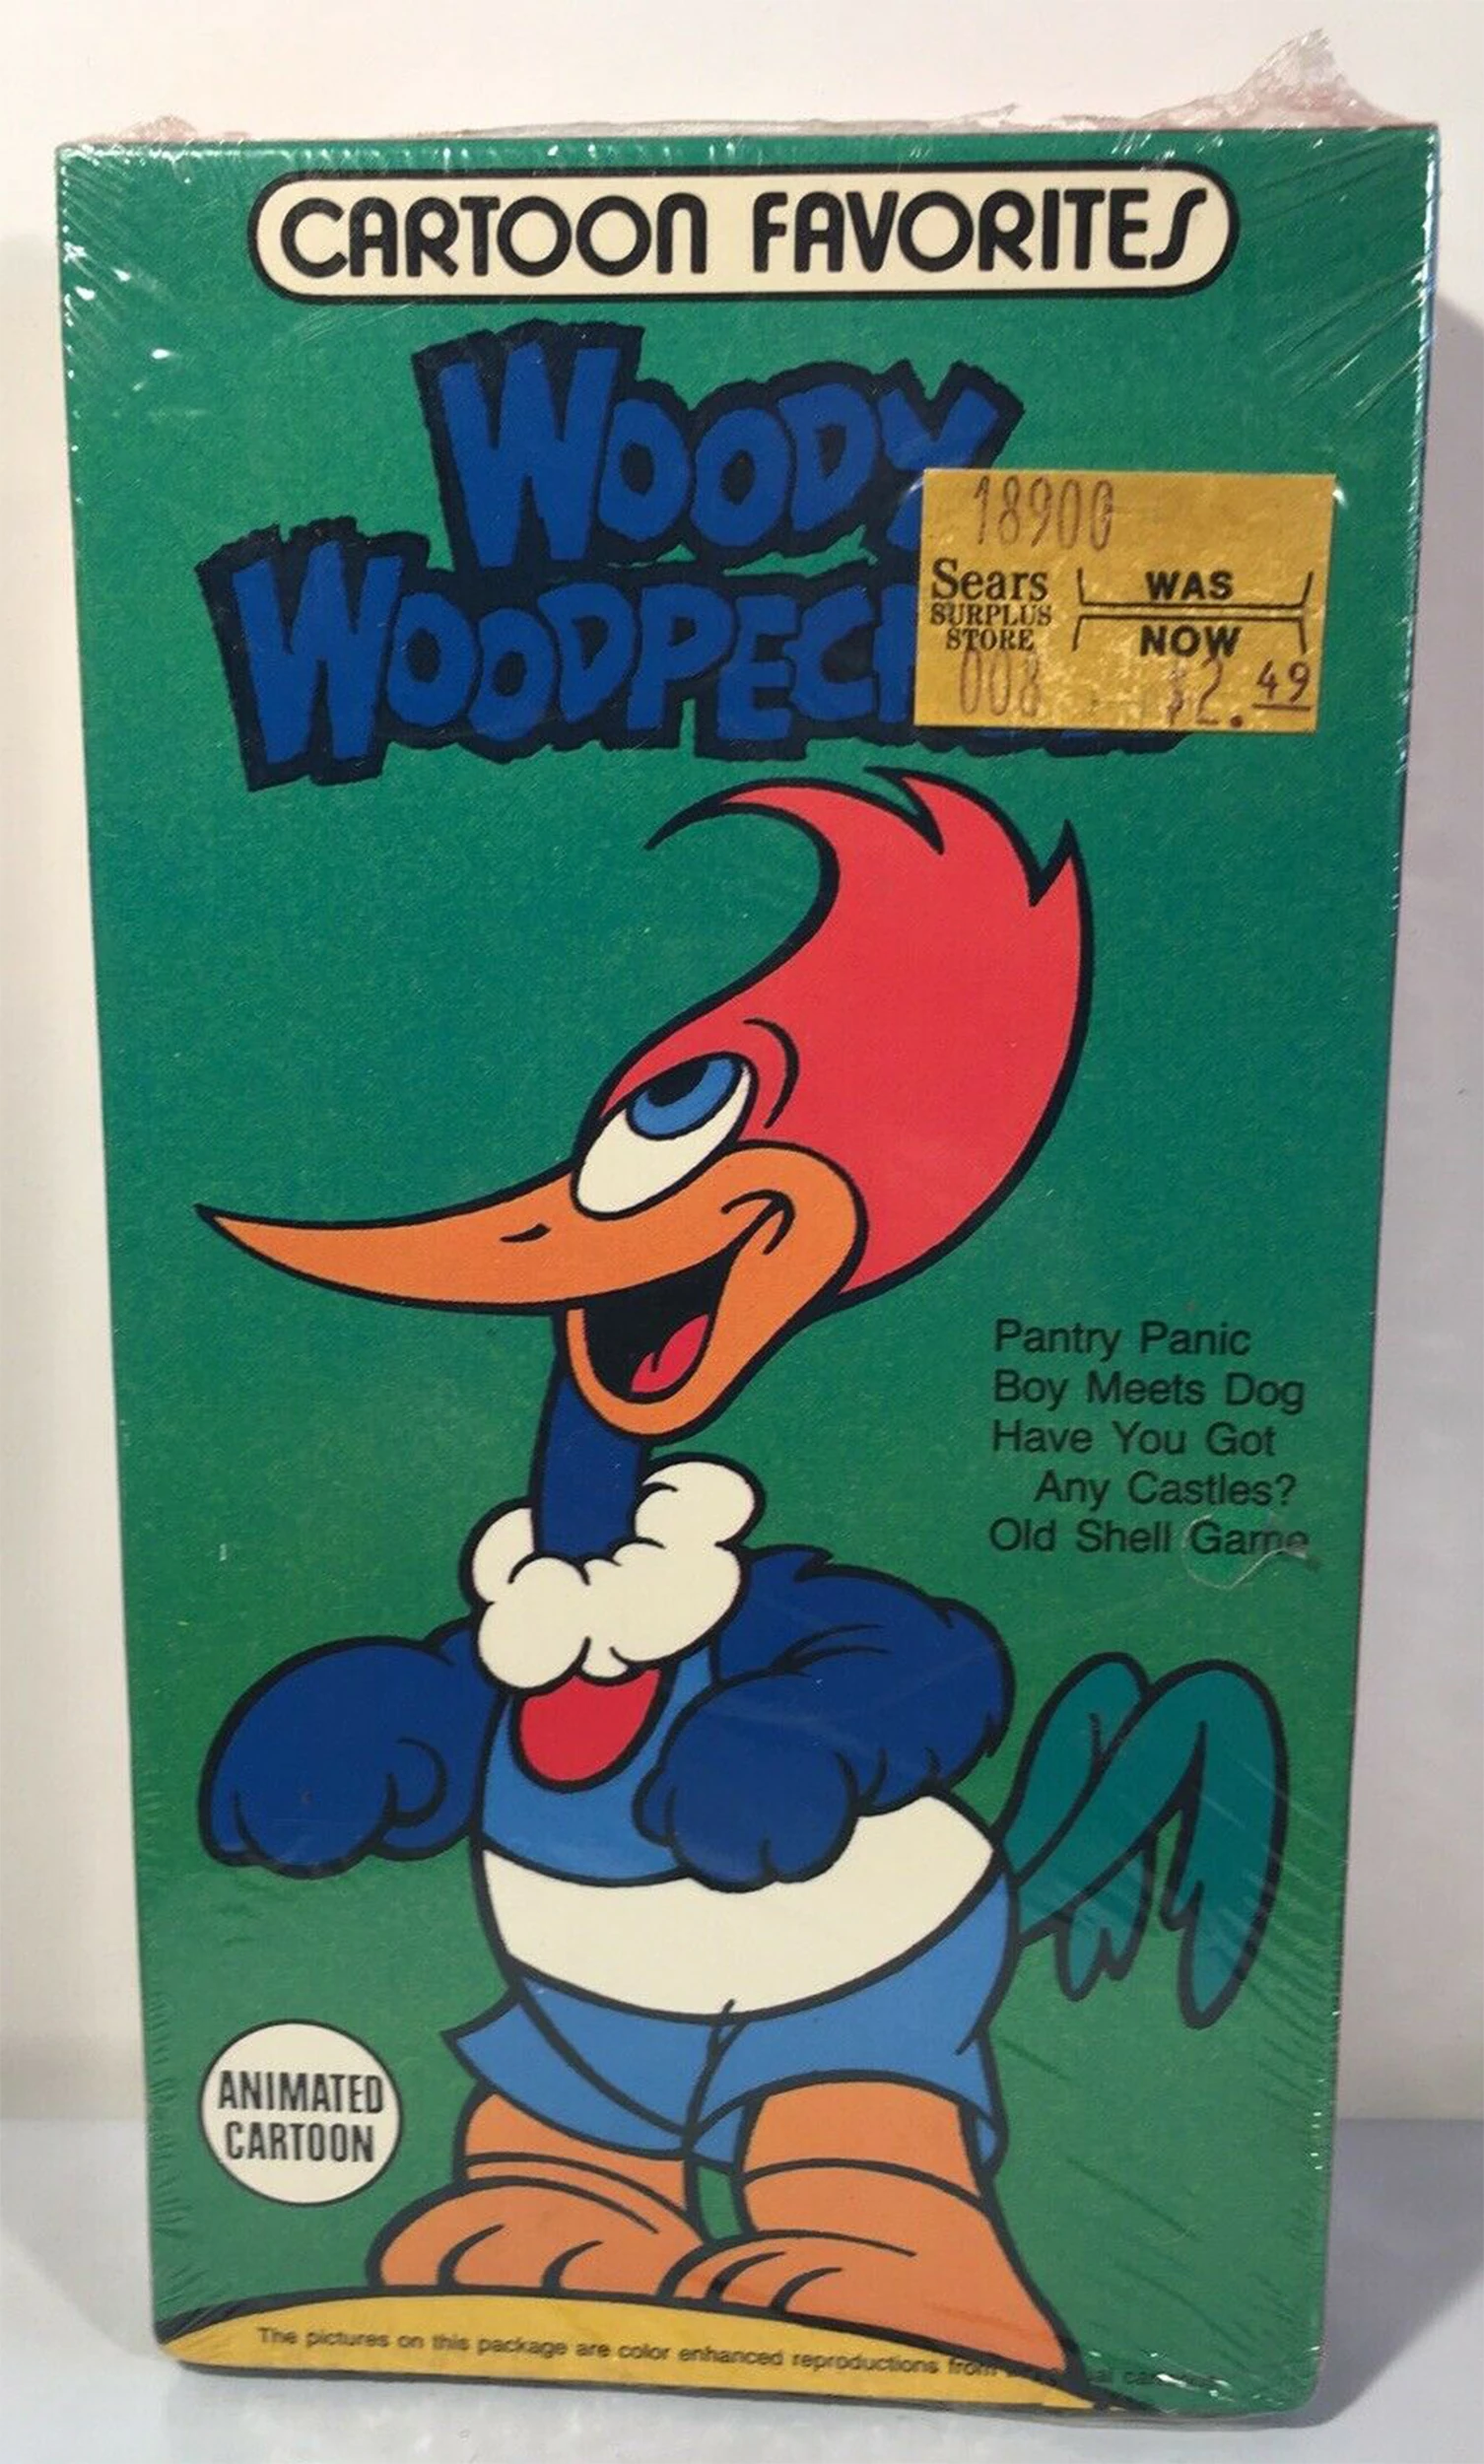 CARTOON FAVORITES
WOODY
18900
Sears
SURPLUS
STORE
WAS
NOW
008 $2.49
Pantry Panic
Boy Meets Dog
Have You Got
Any Castles?
Old Shell Game
ANIMATED
CARTOON
The pictures on this package are color enhanced reproductions from